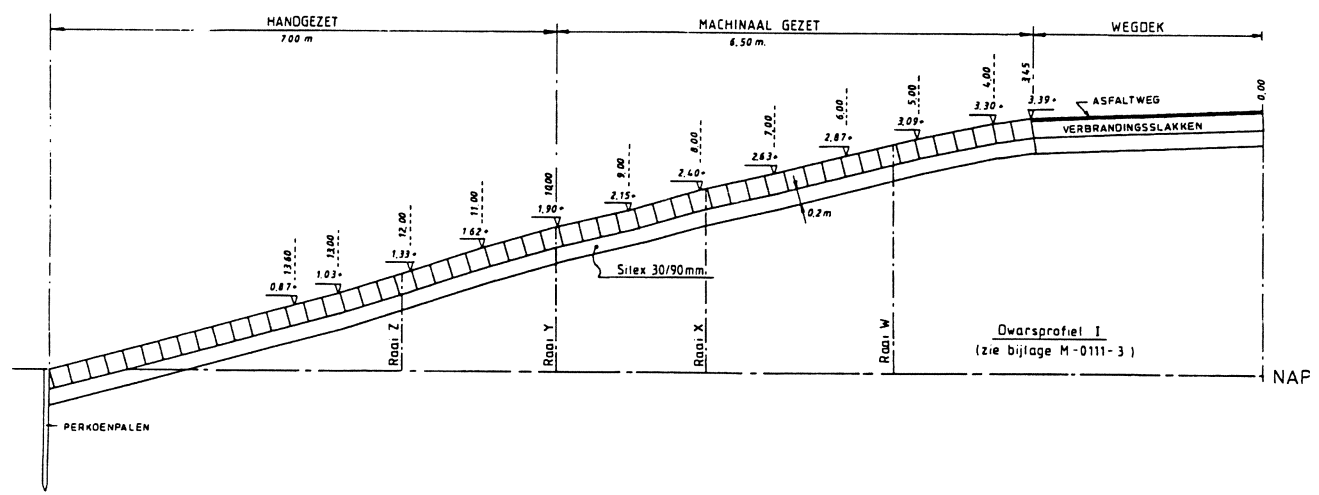 HANDGEZET
7.00 m
MACHINAAL GEZET
6,50 m.
WEGDEK
0,00
3,45
4,00
5,00
6,00
7,00
8,00
9,00
10,00
11,00
12,00
13,00
13,60
3,39+
3,30+
3,09+
2,87+
2,63+
2,40+
2,15+
1,90+
1,62+
1,33+
1,03+
0,87+
ASFALTWEG
VERBRANDINGSSLAKKEN
0,2m
Silex 30/90mm.
Raai Z
Raai Y
Raai X
Raai W
Dwarsprofiel I
(zie bijlage M-0111-3)
NAP
PERKOENPALEN